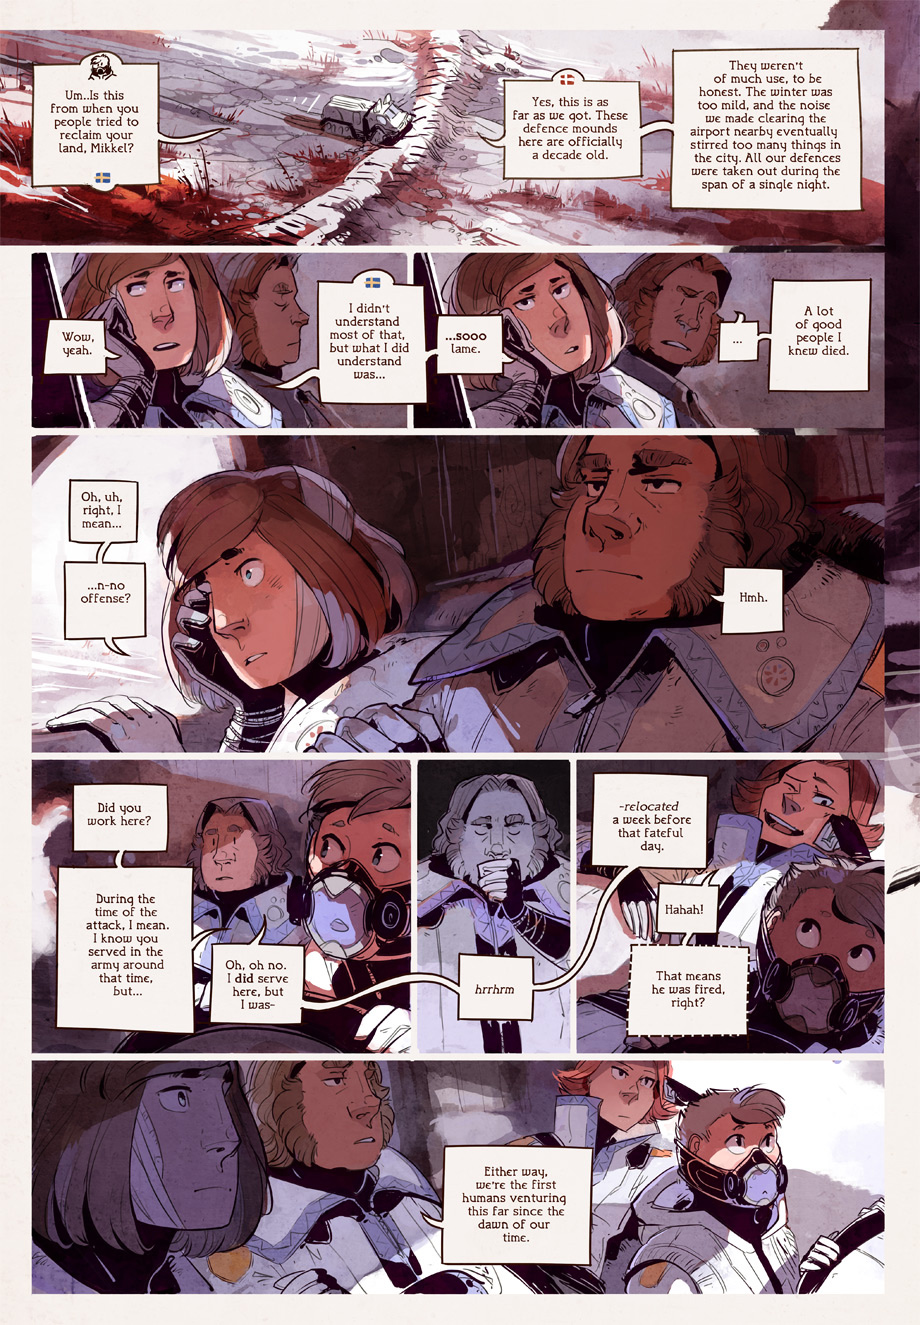 Um..Is this
from when you
people tried to
reclaim your
land, Mikkel?
Yes, this is as
far as we got. These
defence mounds
here are officially
a decade old.
They weren't
of much use, to be
honest. The winter was
too mild, and the noise
we made clearing the
airport nearby eventually
stirred too many things in
the city. All our defences
were taken out during the
span of a single night.
Wow,
yeah.
I didn't
understand
most of that,
but what I did
understand
was...
...sooo
lame.
...
A lot
of good
people I
knew died.
Oh, uh,
right, I
mean...
...n-no
offense?
Hmh.
Did you
work here?
During the
time of the
attack, I mean.
I know you
served in the
army around
that time,
but...
Oh, oh no.
I did serve
here, but
I was-
hrrhrm
-relocated
a week before
that fateful
day.
Hahah!
That means
he was fired,
right?
Either way,
we're the first
humans venturing
this far since the
dawn of our
time.